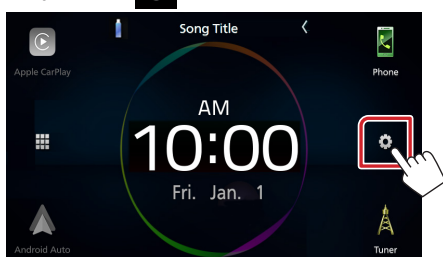 Song Title
Apple CarPlay
Phone
AM
10:00
Fri. Jan. 1
Android Auto
Tuner